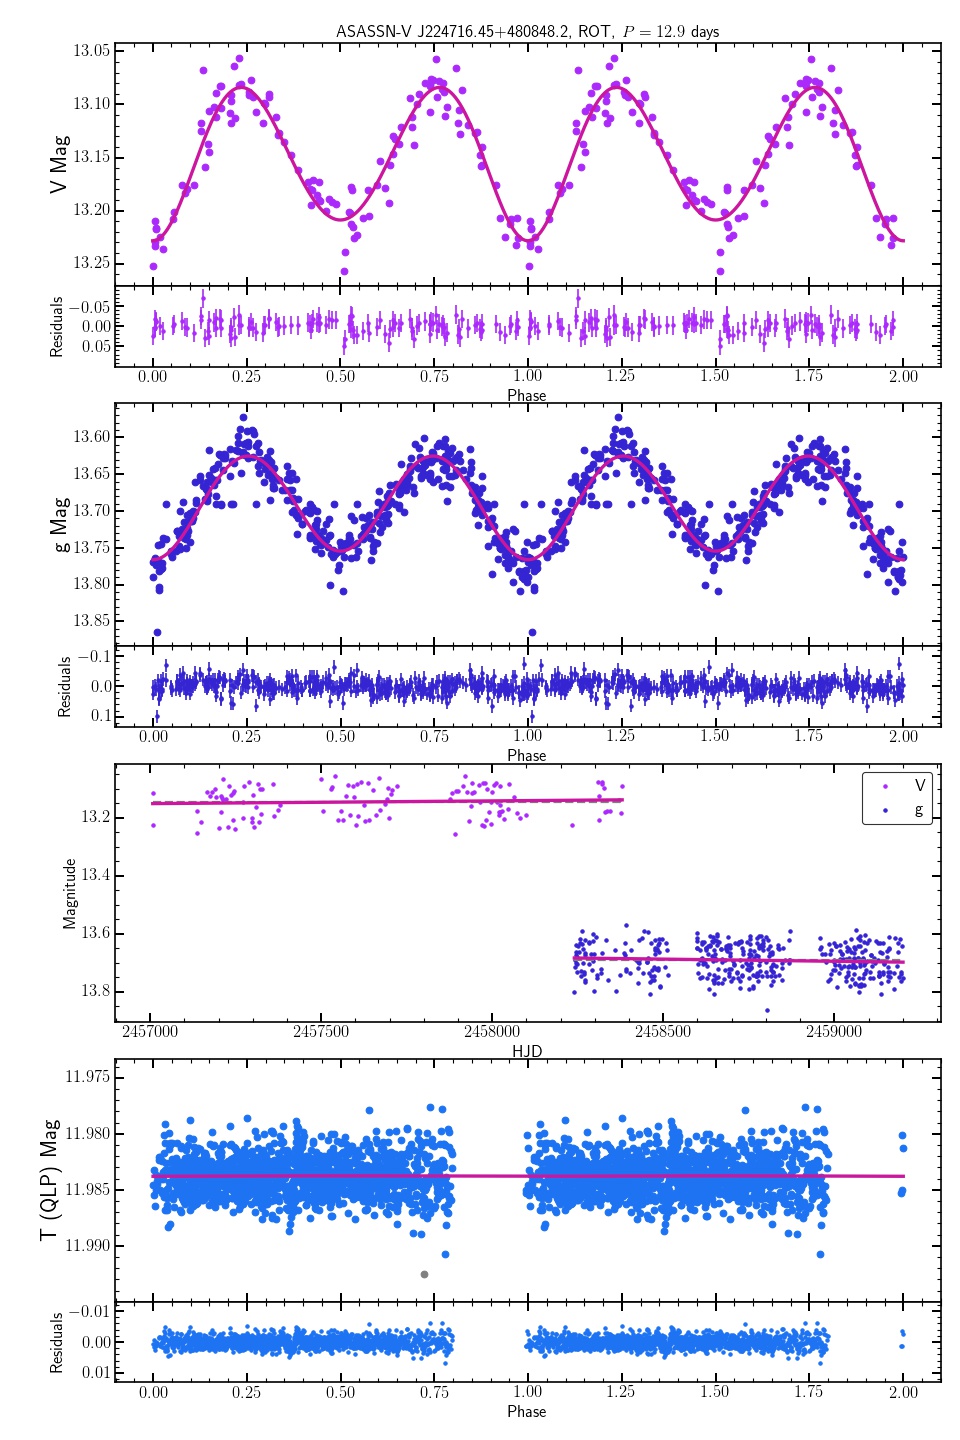 ASASSN-V J224716.45+480848.2, ROT, P = 12.9 days
13.05
13.10
13.15
13.20
13.25
V Mag
−0.05
0.00
0.05
Residuals
0.00 0.25 0.50 0.75 1.00 1.25 1.50 1.75 2.00
Phase
13.60
13.65
13.70
13.75
13.80
13.85
g Mag
−0.1
0.0
0.1
Residuals
0.00 0.25 0.50 0.75 1.00 1.25 1.50 1.75 2.00
Phase
V
g
13.2
13.4
13.6
13.8
Magnitude
2457000 2457500 2458000 2458500 2459000
HJD
11.975
11.980
11.985
11.990
T (QLP) Mag
−0.01
0.00
0.01
Residuals
0.00 0.25 0.50 0.75 1.00 1.25 1.50 1.75 2.00
Phase